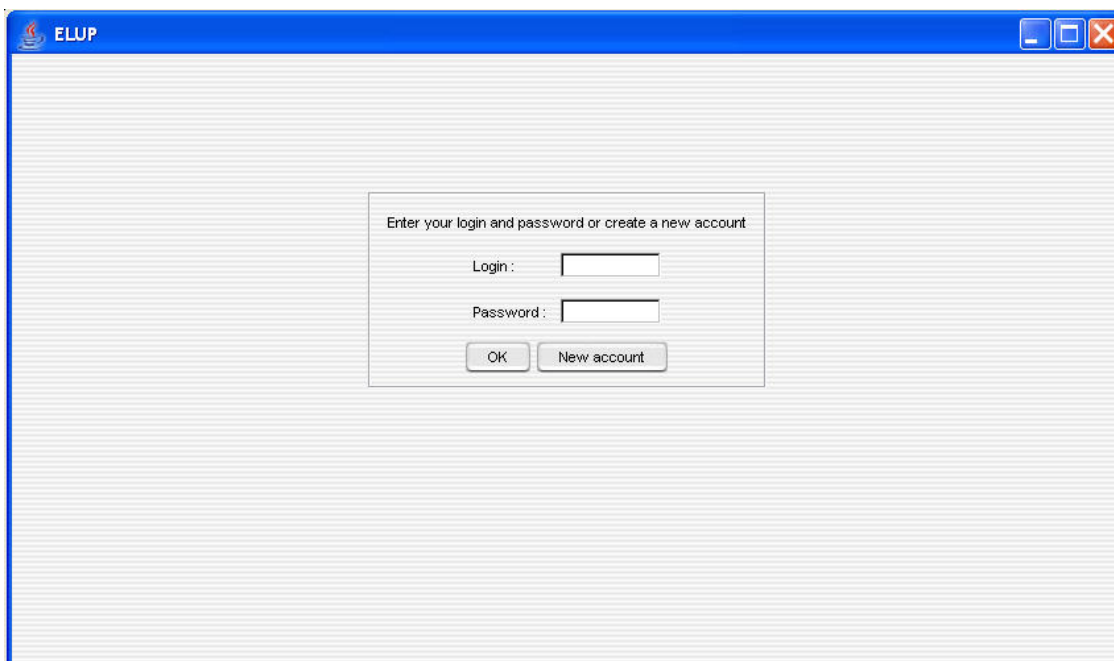 ELUP
Enter your login and password or create a new account
Login :
Password :
OK New account